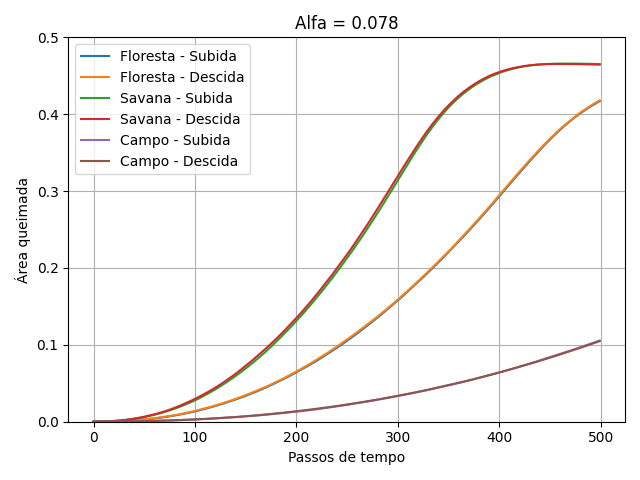 Alfa = 0.078
Floresta - Subida
Floresta - Descida
Savana - Subida
Savana - Descida
Campo - Subida
Campo - Descida
Área queimada
0.5
0.4
0.3
0.2
0.1
0.0
0 100 200 300 400 500
Passos de tempo